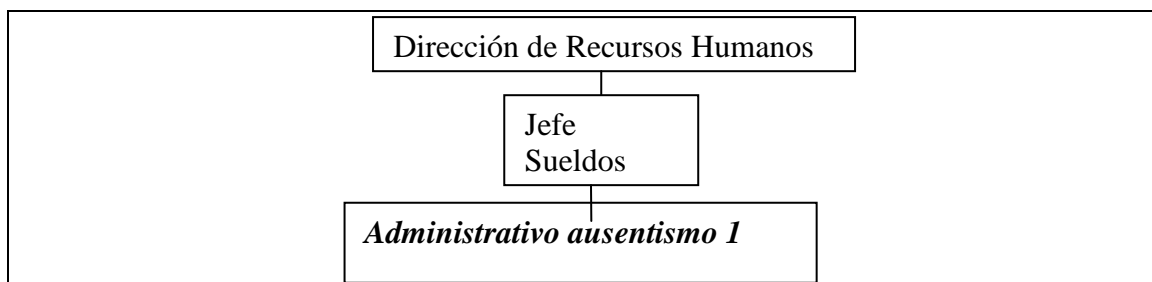 Dirección de Recursos Humanos
Jefe
Sueldos
Administrativo ausentismo 1